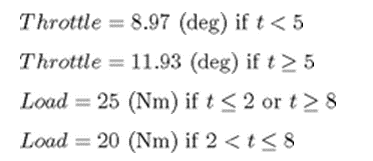 Throttle = 8.97 (deg) if t < 5
Throttle = 11.93 (deg) if t ≥ 5
Load = 25 (Nm) if t ≤ 2 or t ≥ 8
Load = 20 (Nm) if 2 < t ≤ 8